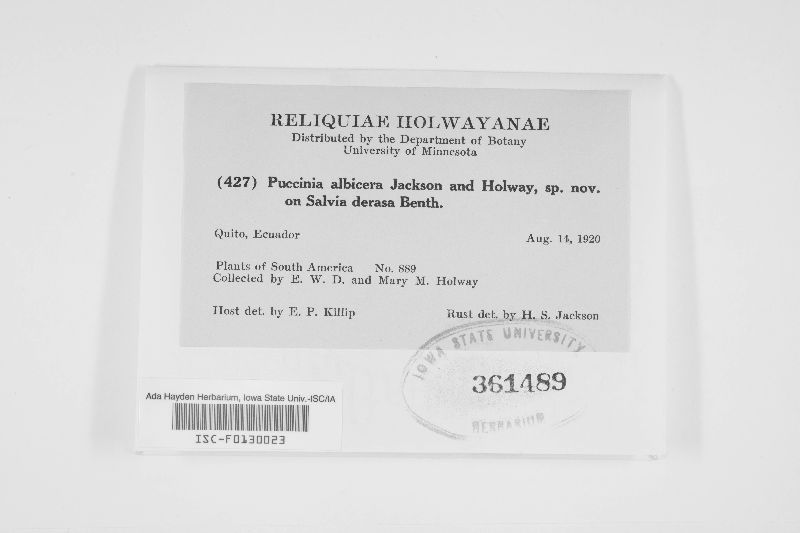 RELIQUIAE HOLWAYANAE
Distributed by the Department of Botany
University of Minnesota
(427) Puccinia albicera Jackson and Holway, sp. nov.
on Salvia derasa Benth.
Quito, Ecuador Aug. 14, 1920
Plants of South America No. 889
Collected by E. W. D. and Mary M. Holway
Host det. by E. P. Killip Rust det. by H. S. Jackson
IOWA STATE UNIVERSITY
361489
HERBARIUM
Ada Hayden Herbarium, Iowa State Univ.-ISC/IA
ISC-F0130023